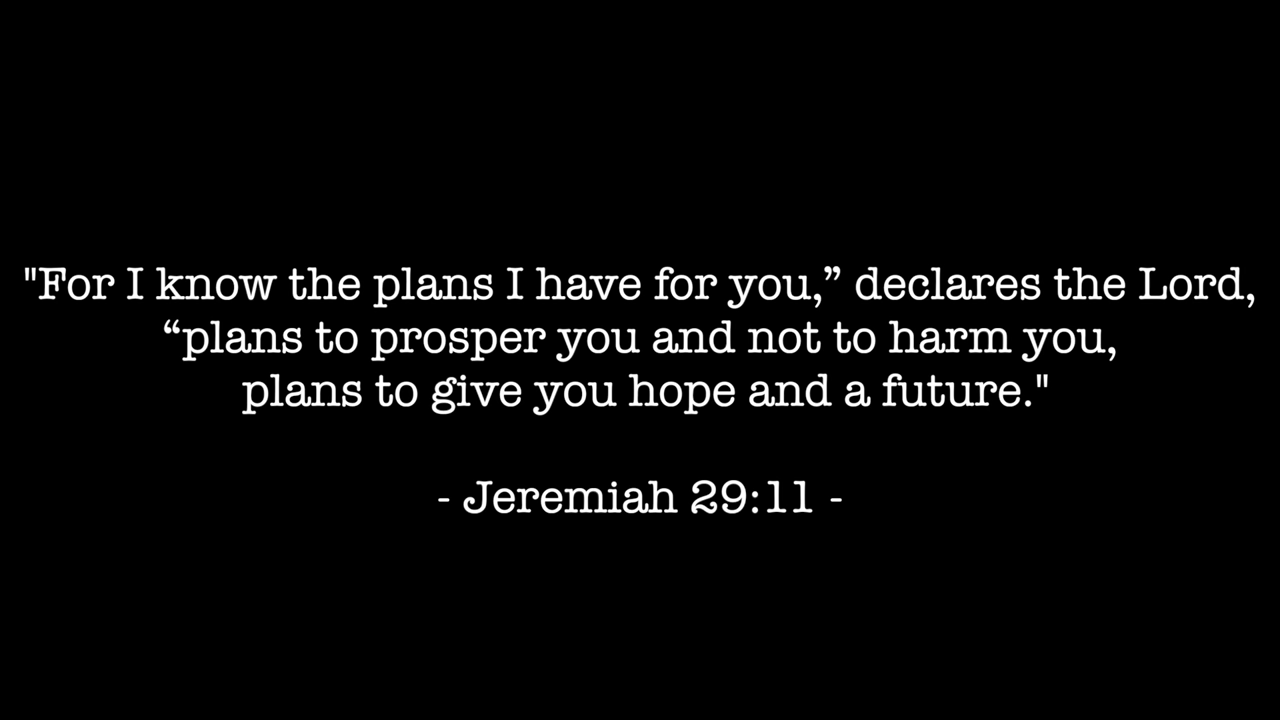 "For I know the plans I have for you,” declares the Lord,
“plans to prosper you and not to harm you,
plans to give you hope and a future."
- Jeremiah 29:11 -